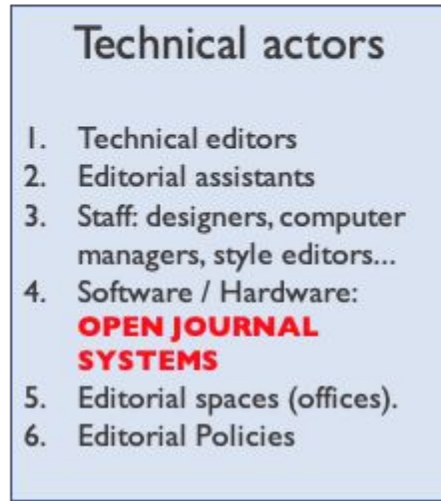 Technical actors
1. Technical editors
2. Editorial assistants
3. Staff: designers, computer
managers, style editors...
4. Software / Hardware:
OPEN JOURNAL
SYSTEMS
5. Editorial spaces (offices).
6. Editorial Policies